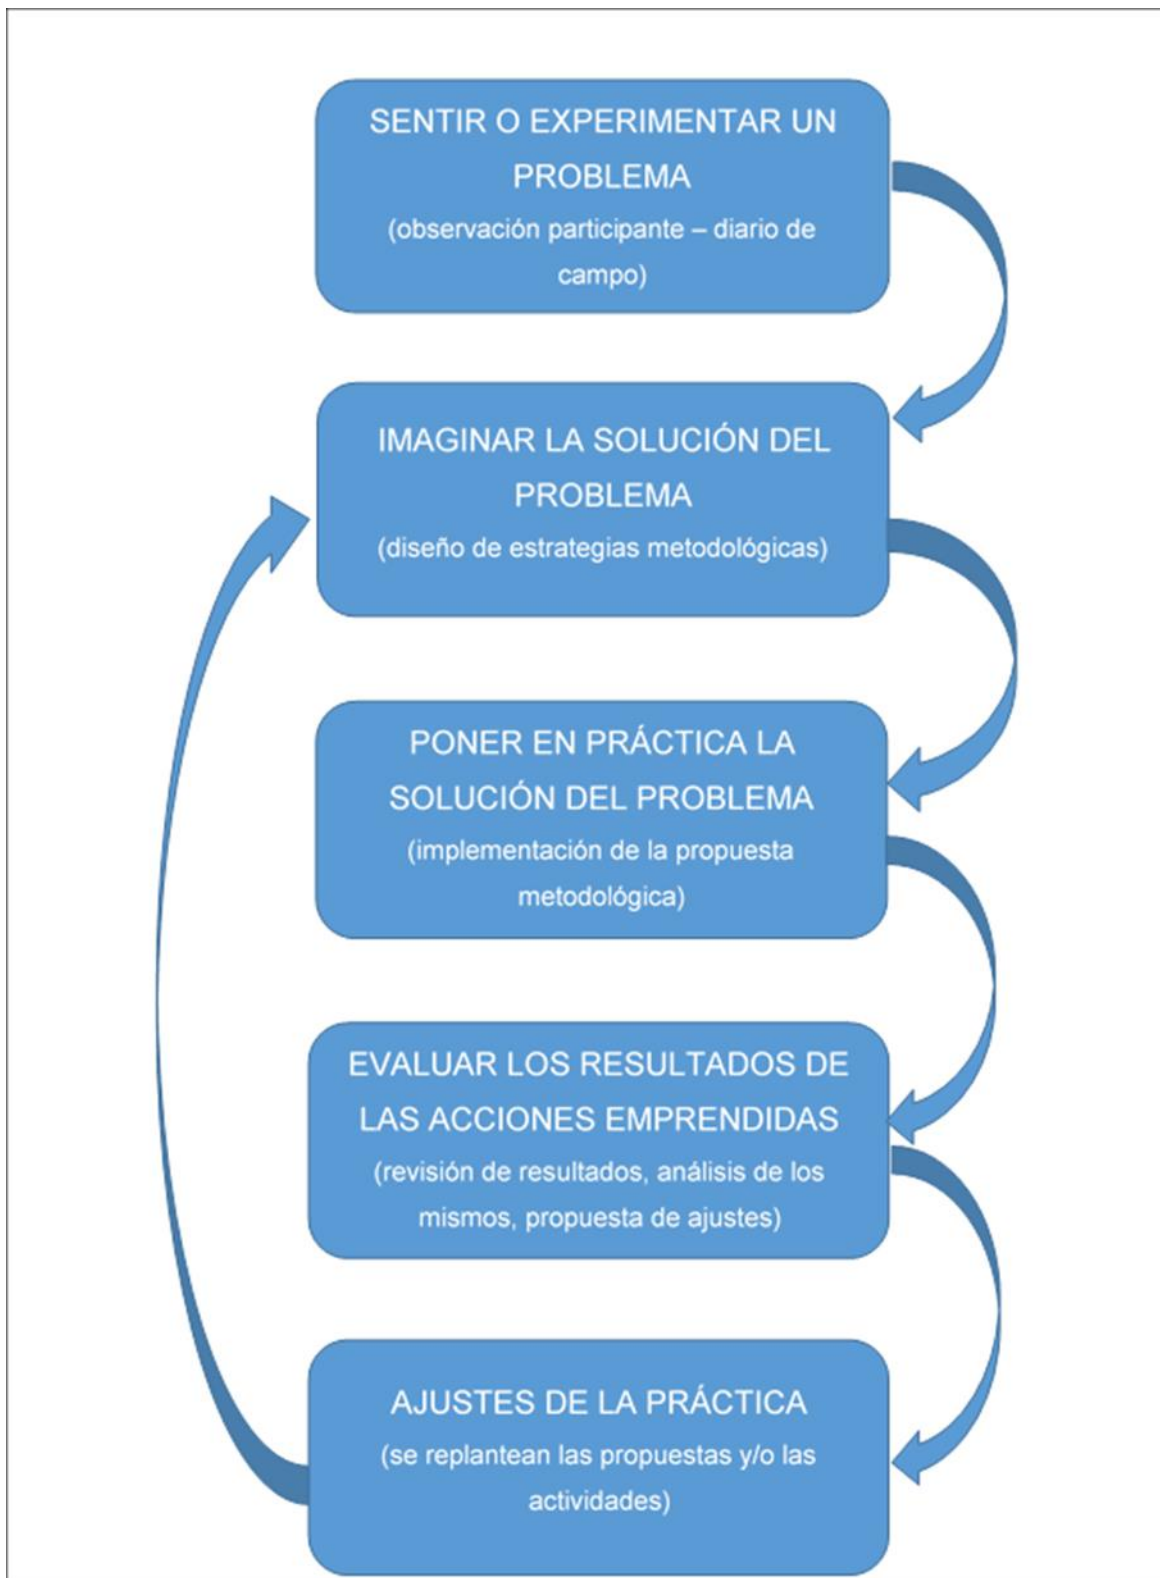 SENTIR O EXPERIMENTAR UN
PROBLEMA
(observación participante – diario de
campo)
IMAGINAR LA SOLUCIÓN DEL
PROBLEMA
(diseño de estrategias metodológicas)
PONER EN PRÁCTICA LA
SOLUCIÓN DEL PROBLEMA
(implementación de la propuesta
metodológica)
EVALUAR LOS RESULTADOS DE
LAS ACCIONES EMPRENDIDAS
(revisión de resultados, análisis de los
mismos, propuesta de ajustes)
AJUSTES DE LA PRÁCTICA
(se replantean las propuestas y/o las
actividades)